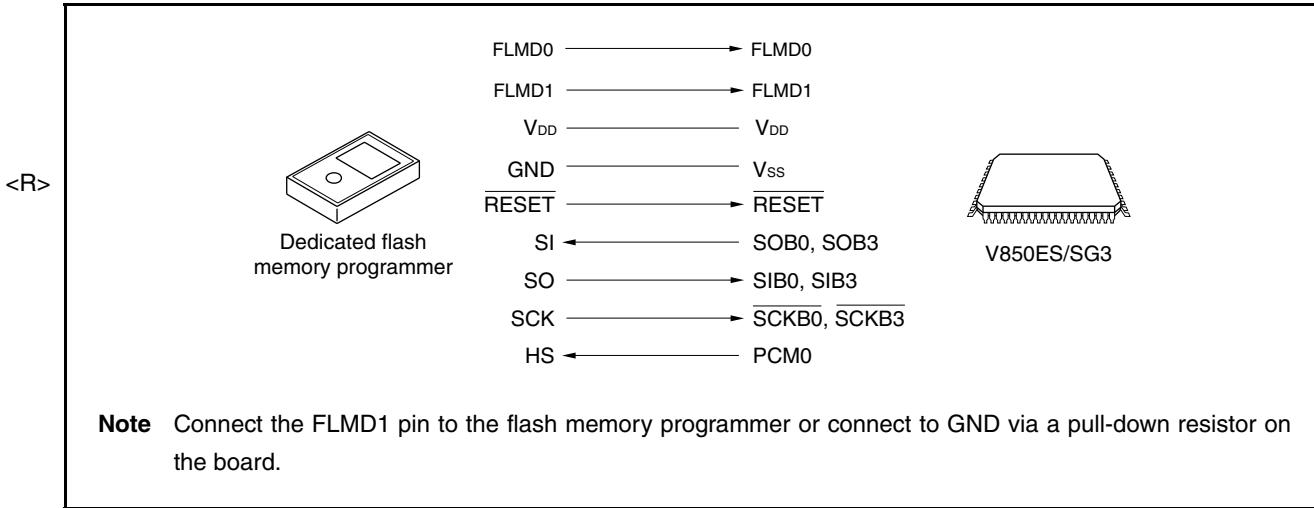 FLMD0 FLMD0
FLMD1 FLMD1
VDD VDD
<R>
GND Vss
RESET RESET
Dedicated flash
memory programmer
SI SOB0, SOB3
V850ES/SG3
SO SIB0, SIB3
SCK SCKB0, SCKB3
HS PCM0
Note Connect the FLMD1 pin to the flash memory programmer or connect to GND via a pull-down resistor on
the board.